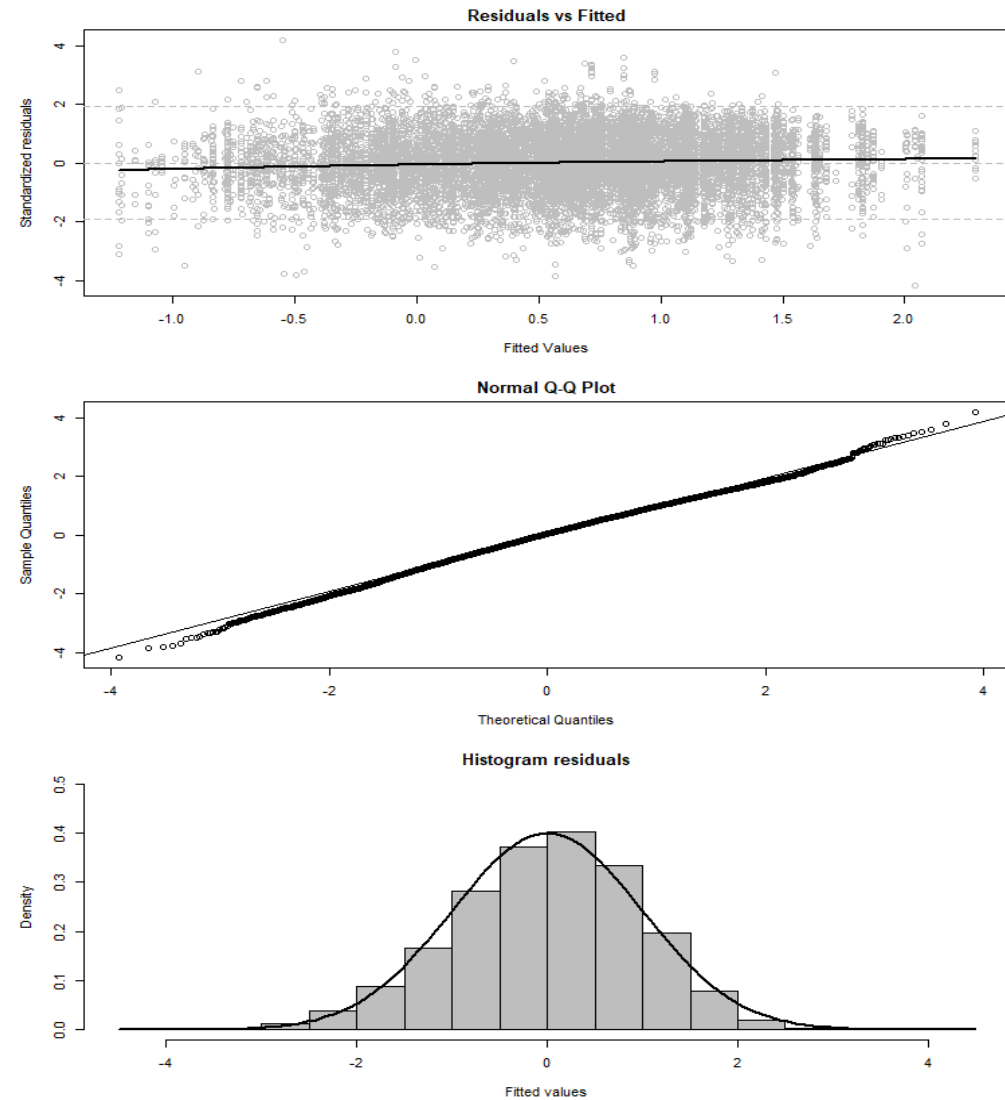 Residuals vs Fitted
Standardized residuals
4
2
0
-2
-4
-1.0 -0.5 0.0 0.5 1.0 1.5 2.0
Fitted Values
Normal Q-Q Plot
Sample Quantiles
4
2
0
-2
-4
-4 -2 0 2 4
Theoretical Quantiles
Histogram residuals
Density
0.5
0.4
0.3
0.2
0.1
0.0
-4 -2 0 2 4
Fitted values